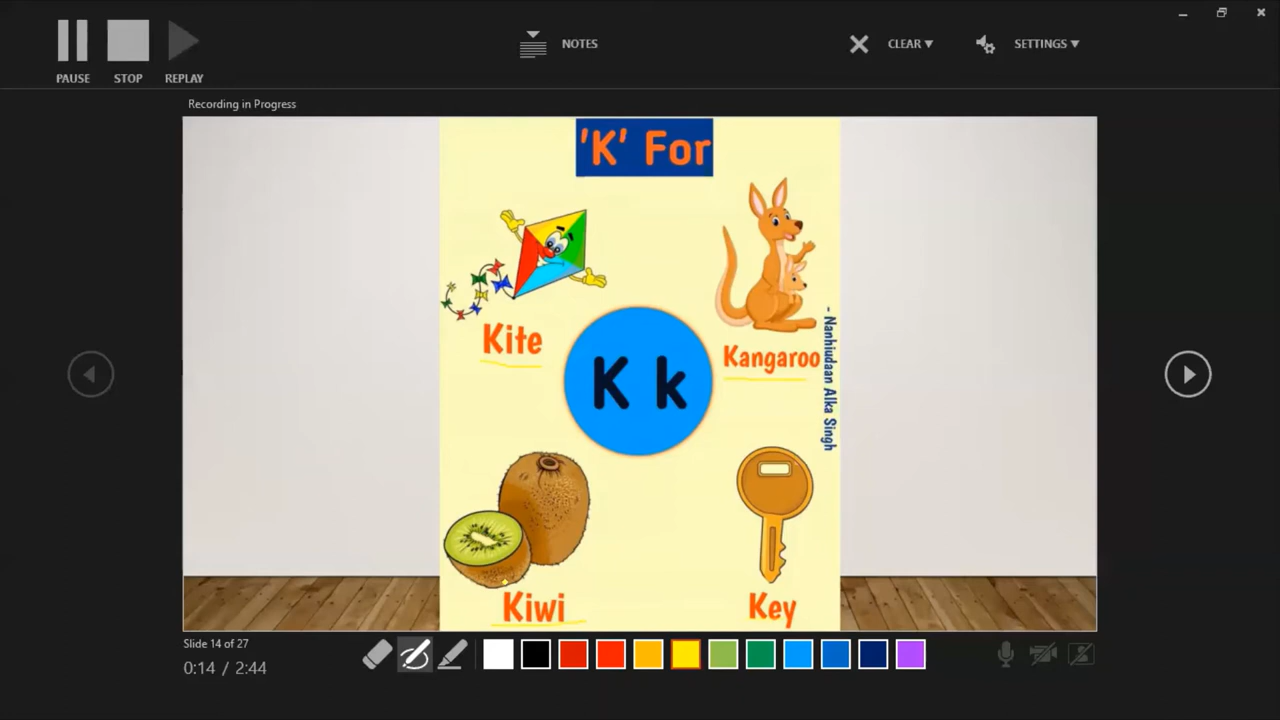 PAUSE
STOP
REPLAY
NOTES
CLEAR
SETTINGS
Recording in Progress
'K' For
Kite
Kangaroo
K k
- Nanhiudaan Alka Singh
Kiwi
Key
Slide 14 of 27
0:14 / 2:44